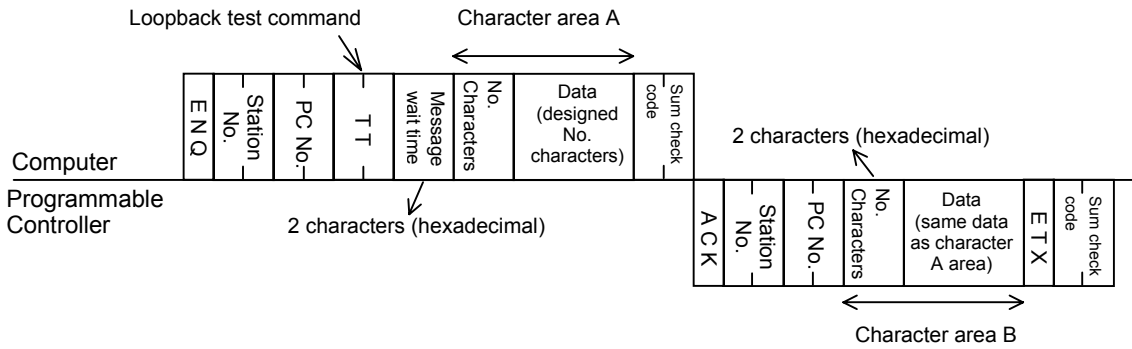 Loopback test command
Character area A
E N Q
Station
No.
PC No.
T T
Message
wait time
No.
Characters
Data
(designed
No.
characters)
Sum check
code
Computer
Programmable
Controller
2 characters (hexadecimal)
2 characters (hexadecimal)
A C K
Station
No.
PC No.
No.
Characters
Data
(same data
as character
A area)
E T X
Sum check
code
Character area B